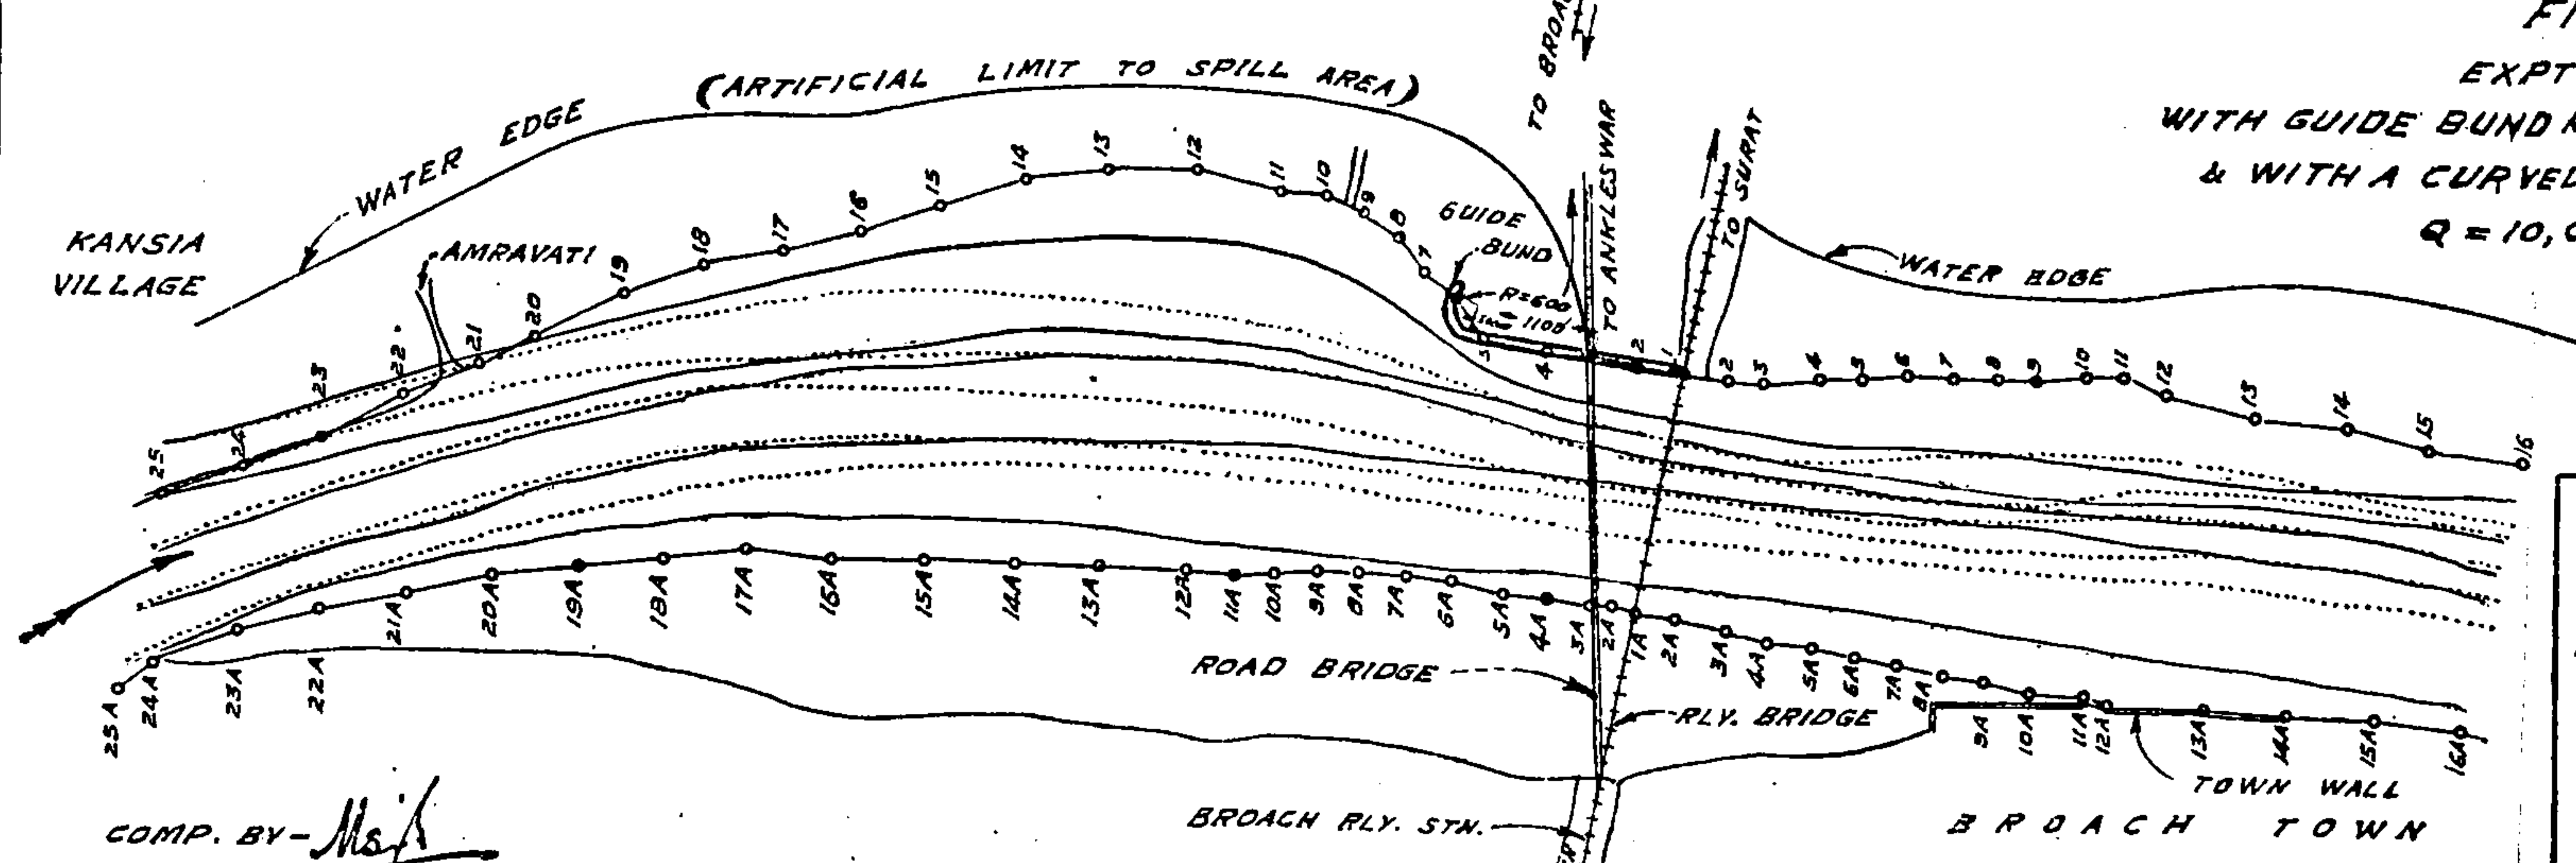 FI
EXPT
WITH GUIDE BUND
& WITH A CURVED
Q = 10,0
(ARTIFICIAL LIMIT TO SPILL AREA)
WATER EDGE
TO BROA
TO ANKLESWAR
TO SURAT
KANSIA
VILLAGE
AMRAVATI
GUIDE
BUND
R=600
1100'
WATER EDGE
25 24 23 22 21 20 19 18 17 16 15 14 13 12 11 10 9 8 7 5 4 2 1
2 3 4 5 6 7 8 9 10 11 12 13 14 15 16
25A 24A 23A 22A 21A 20A 19A 18A 17A 16A 15A 14A 13A 12A 11A 10A 9A 8A 7A 6A 5A 4A 3A 2A 1A
2A 3A 4A 5A 6A 7A 8A 9A 10A 11A 12A 13A 14A 15A 16A
ROAD BRIDGE
RLY. BRIDGE
TOWN WALL
BROACH RLY. STN.
BROACH TOWN
COMP. BY-